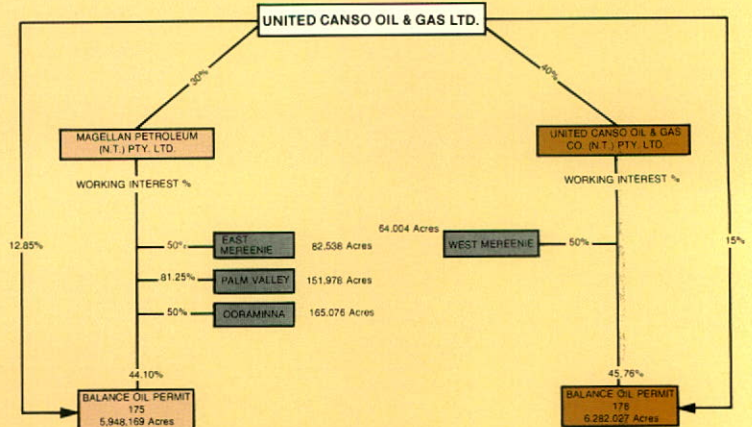 UNITED CANSO OIL & GAS LTD.
30%
40%
MAGELLAN PETROLEUM
(N.T.) PTY. LTD.
UNITED CANSO OIL & GAS
CO. (N.T.) PTY. LTD.
WORKING INTEREST %
WORKING INTEREST %
12.85%
50%
EAST
MEREENIE
82.538 Acres
64.004 Acres
WEST MEREENIE
50%
15%
81.25%
PALM VALLEY
151.978 Acres
50%
OORAMINNA
165.076 Acres
44.10%
45.76%
BALANCE OIL PERMIT
175
5,948,169 Acres
BALANCE OIL PERMIT
176
6.282.027 Acres